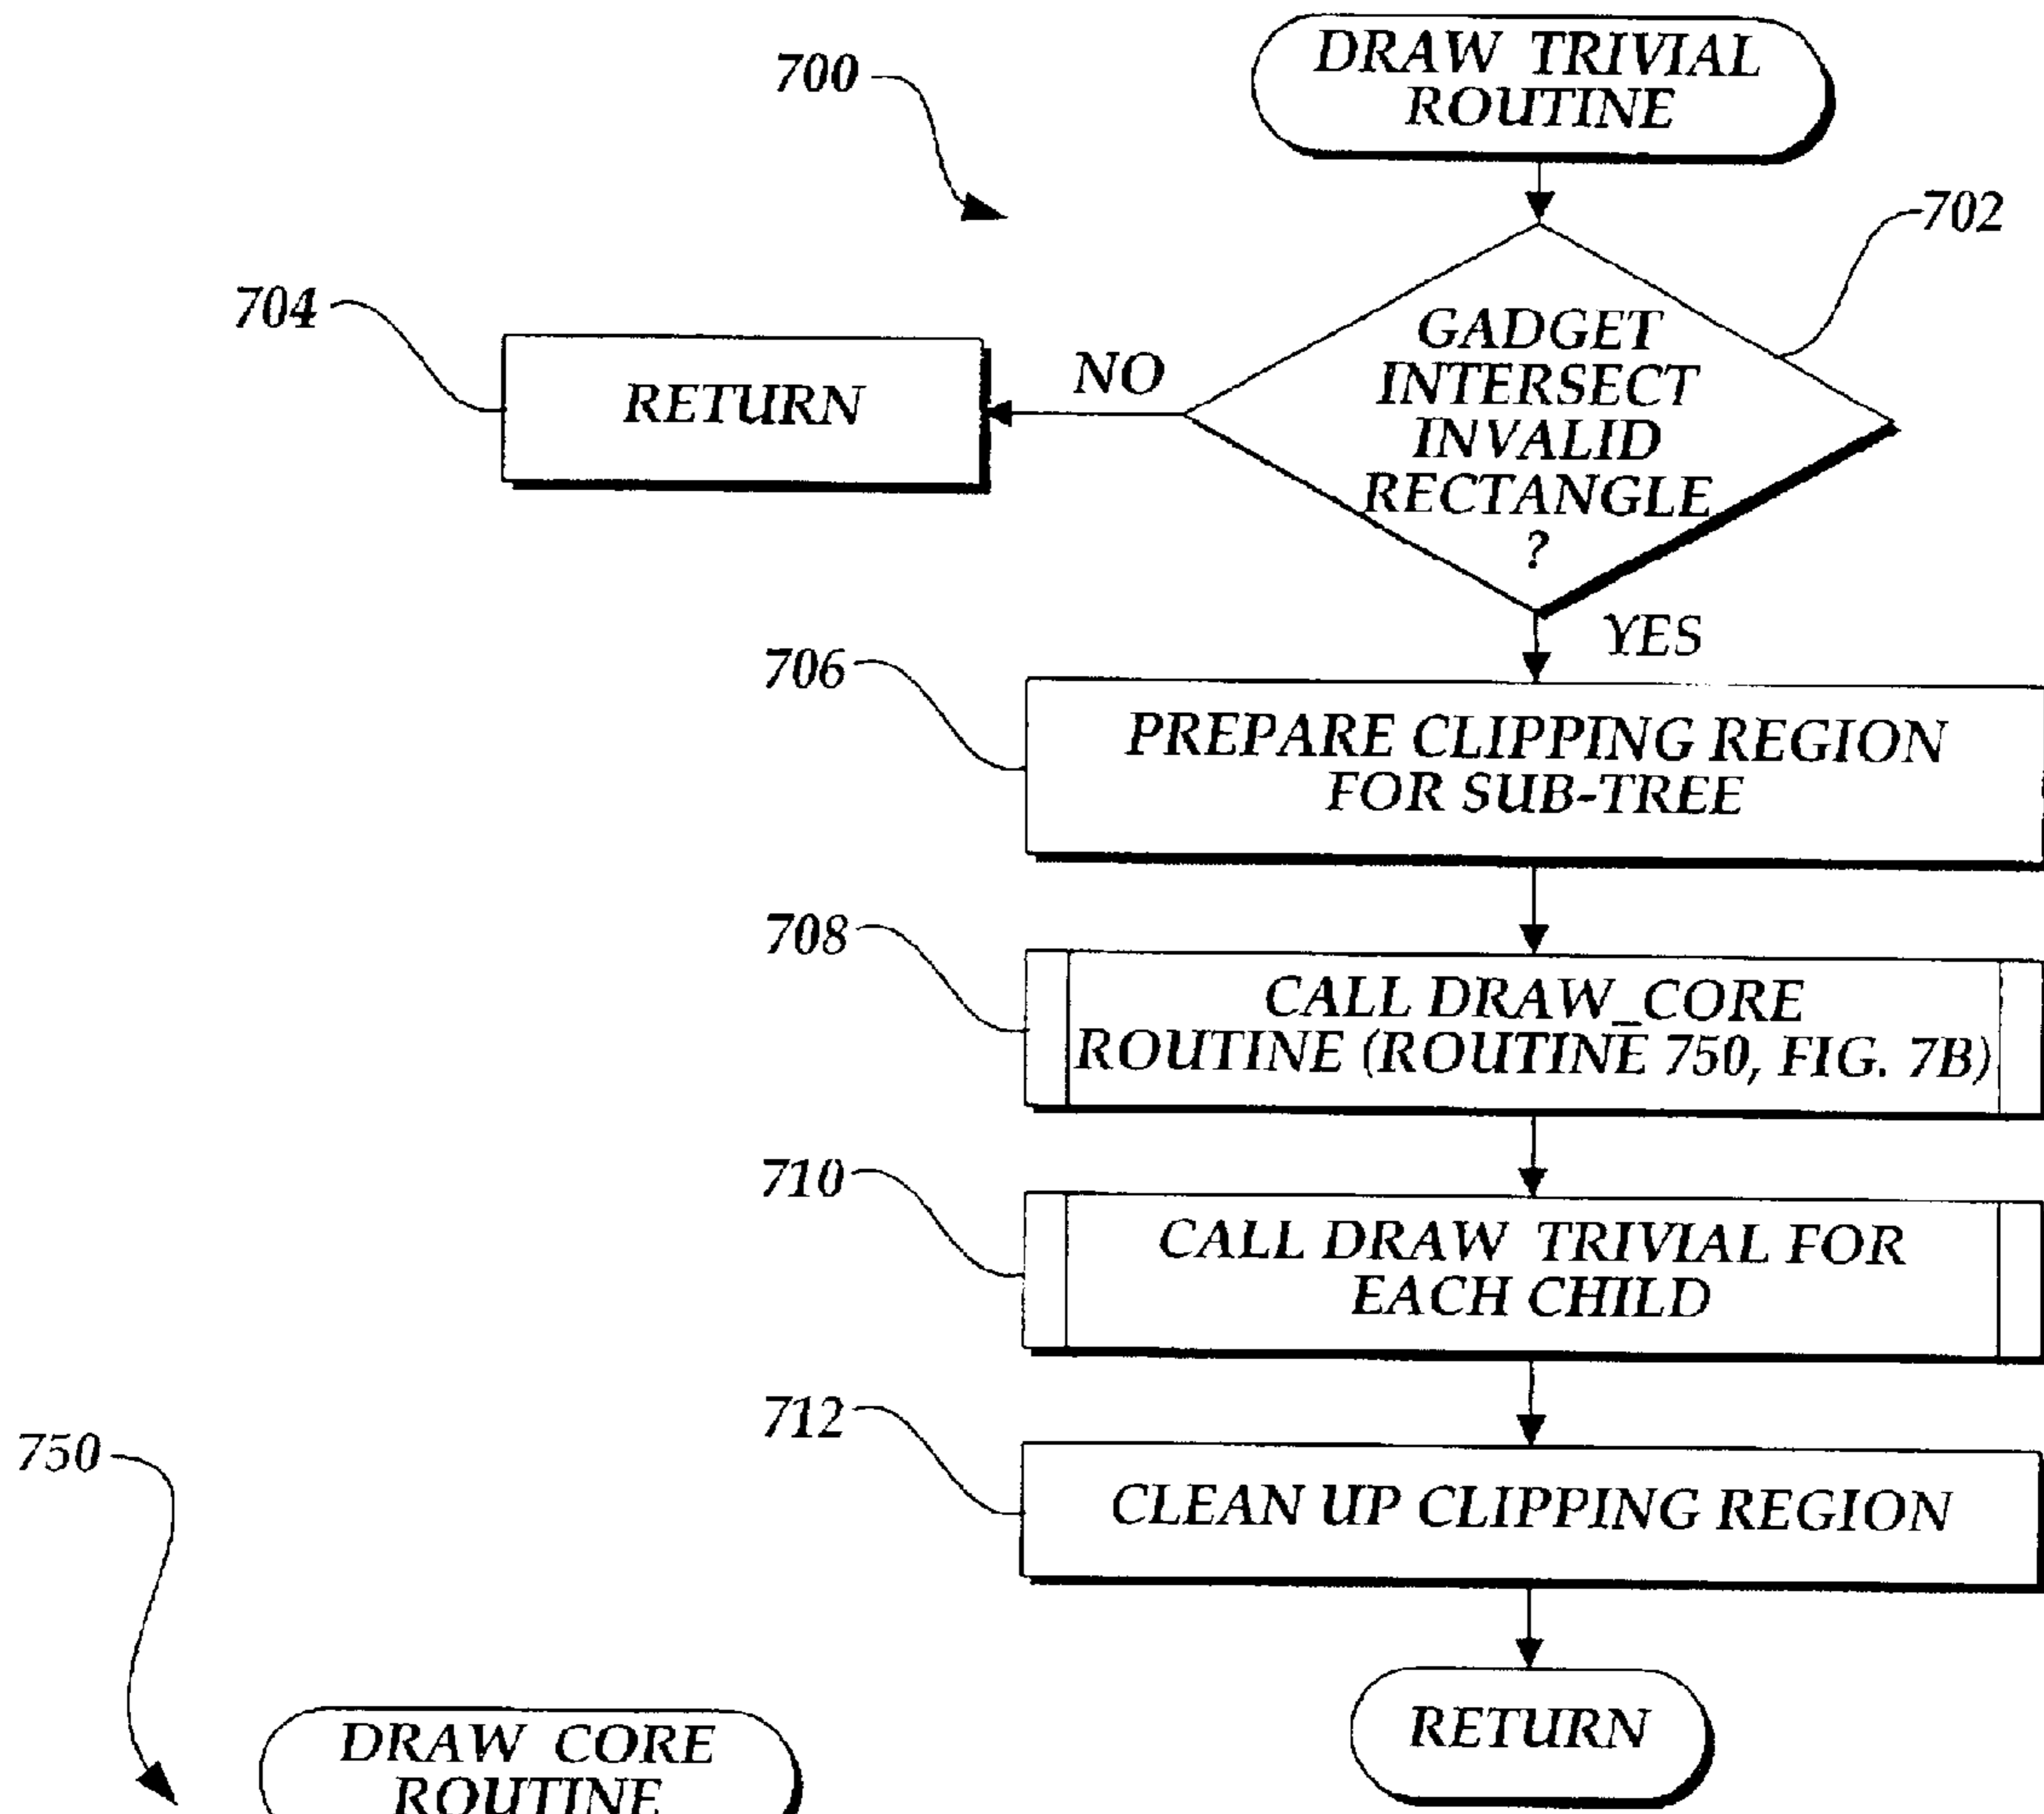 700
DRAW TRIVIAL
ROUTINE
702
704
GADGET
INTERSECT
INVALID
RECTANGLE
?
NO
RETURN
YES
706
PREPARE CLIPPING REGION
FOR SUB-TREE
708
CALL DRAW_CORE
ROUTINE (ROUTINE 750, FIG. 7B)
710
CALL DRAW TRIVIAL FOR
EACH CHILD
712
CLEAN UP CLIPPING REGION
RETURN
750
DRAW CORE
ROUTINE